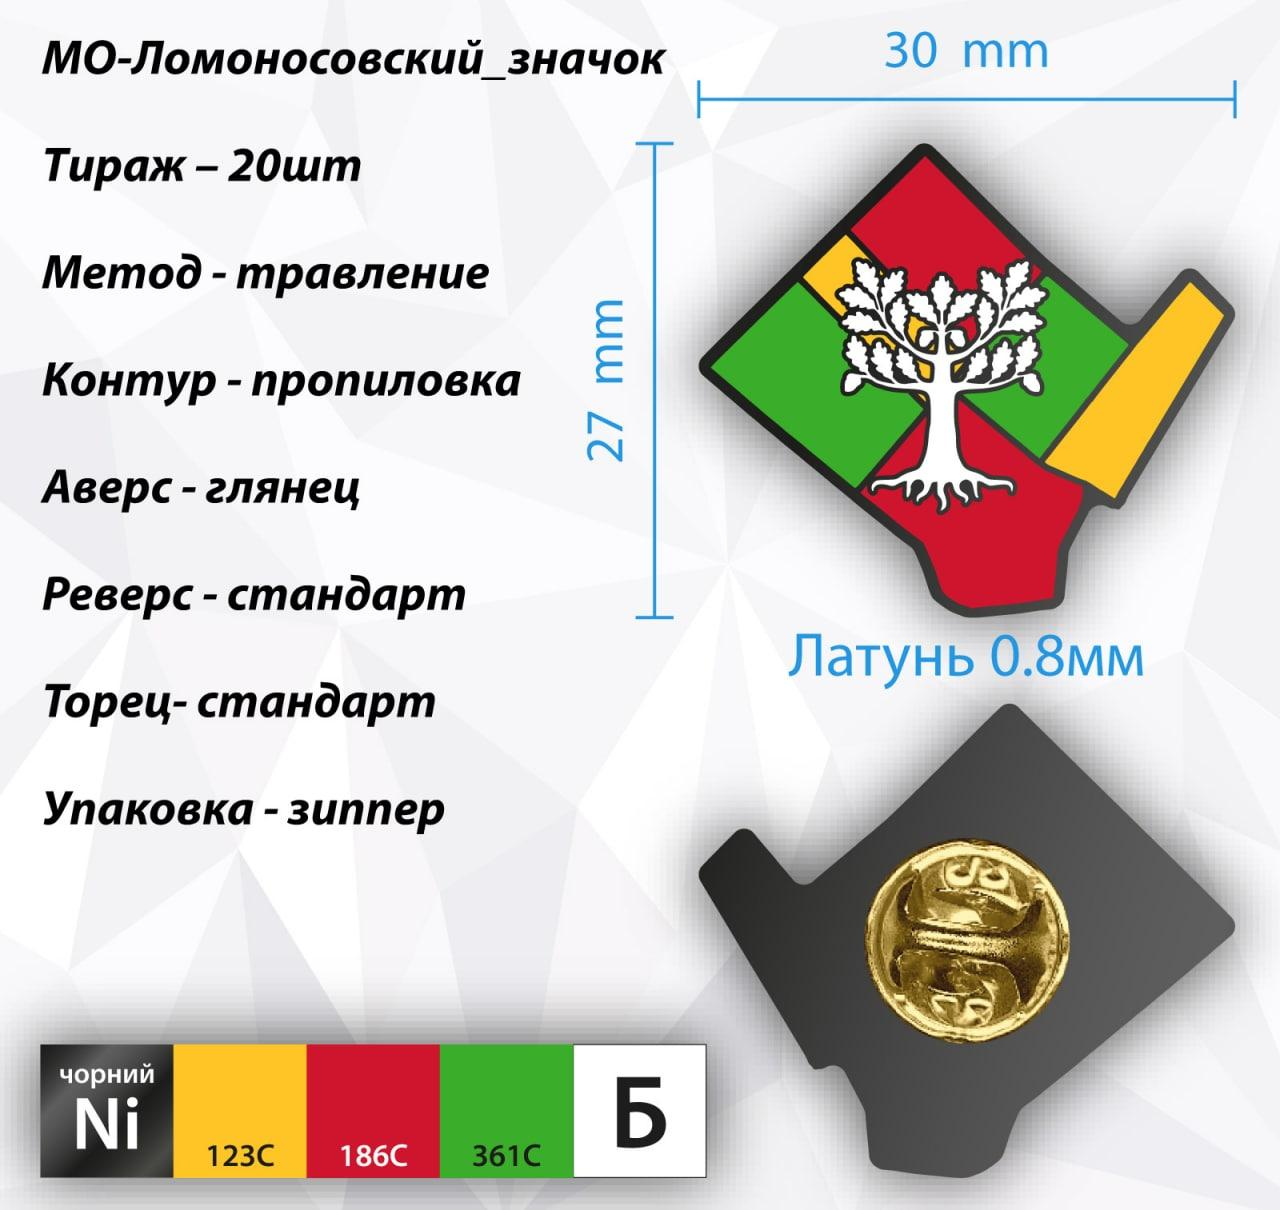 МО-Ломоносовский_значок
30 mm
Тираж – 20шт
Метод - травление
27 mm
Контур - пропиловка
Аверс - глянец
Реверс - стандарт
Латунь 0.8мм
Торец- стандарт
Упаковка - зиппер
чорний
Ni
123C
186C
361C
Б